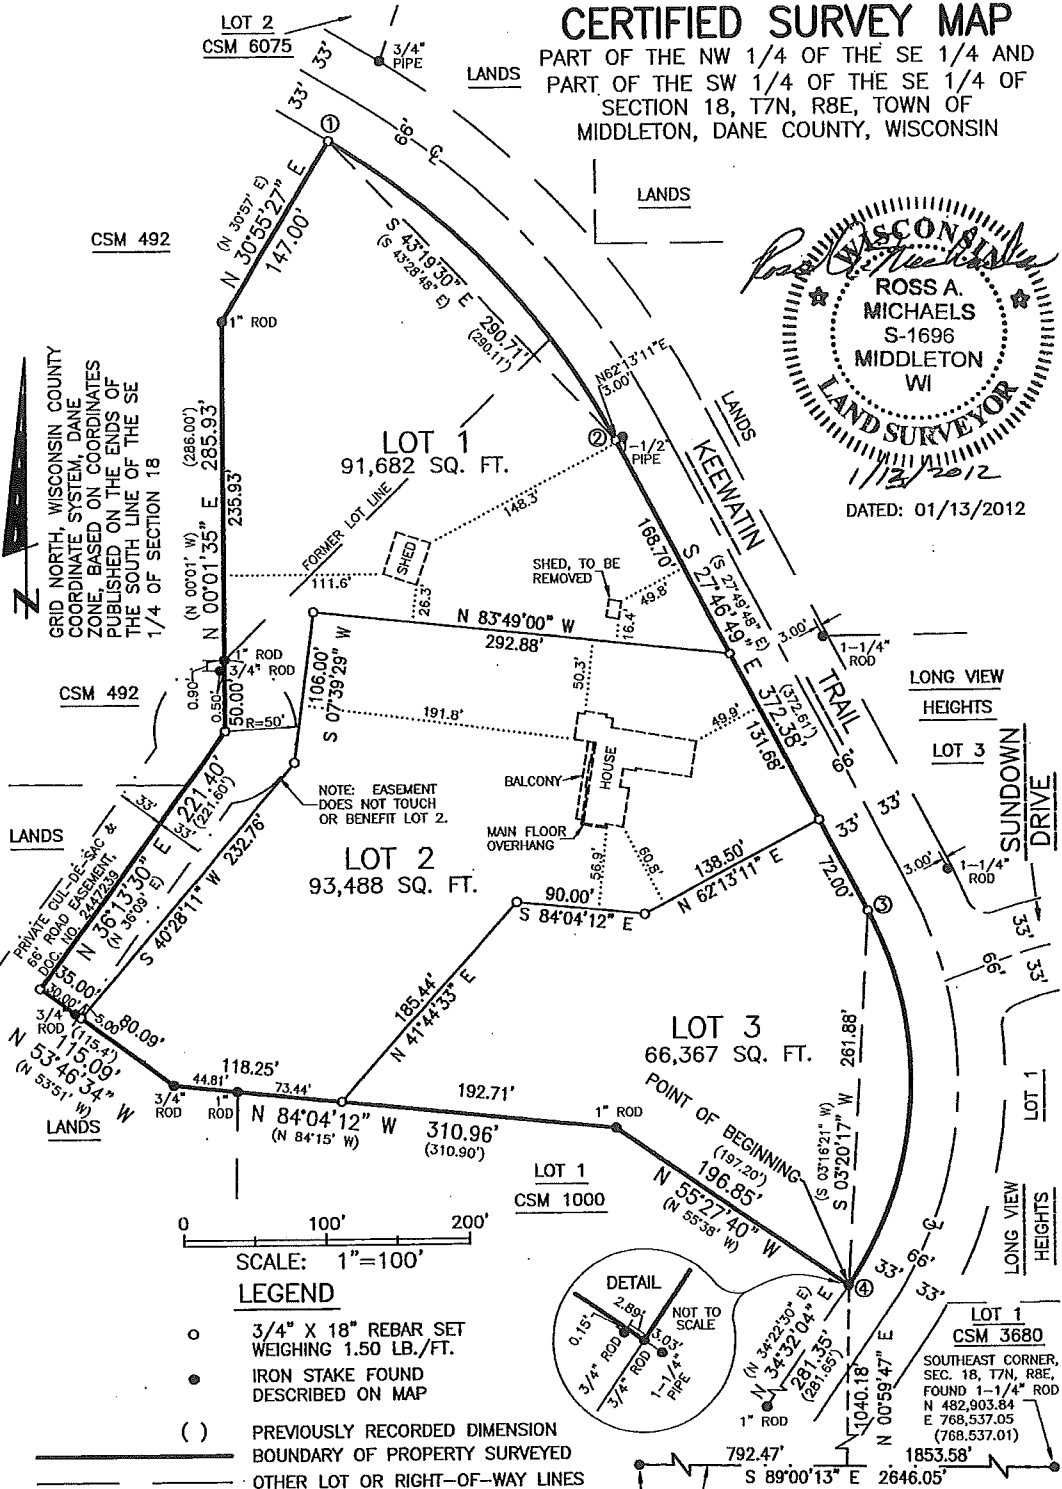 CERTIFIED SURVEY MAP
PART OF THE NW 1/4 OF THE SE 1/4 AND
PART OF THE SW 1/4 OF THE SE 1/4 OF
SECTION 18, T7N, R8E, TOWN OF
MIDDLETON, DANE COUNTY, WISCONSIN
LOT 2
CSM 6075
33'
3/4"
PIPE
33'
LANDS
66'
℄
LANDS
①
CSM 492
(N 30°57' E)
N 30°55'27" E
147.00'
1" ROD
S 43°19'30" E
(S 43°28'48" E)
290.71'
(290.11')
N62°13'11"E
3.00'
LANDS
WISCONSIN
ROSS A.
MICHAELS
S-1696
MIDDLETON
WI
LAND SURVEYOR
1/13/2012
DATED: 01/13/2012
GRID NORTH, WISCONSIN COUNTY
COORDINATE SYSTEM, DANE
ZONE, BASED ON COORDINATES
PUBLISHED ON THE ENDS OF
THE SOUTH LINE OF THE SE
1/4 OF SECTION 18
N
(N 00°01' W)
(286.00')
N 00°01'35" E
285.93'
235.93'
LOT 1
91,682 SQ. FT.
②
1/2"
PIPE
KEEWATIN
TRAIL
FORMER LOT LINE
148.3'
SHED
111.6'
26.3'
SHED, TO BE
REMOVED
49.8'
16.4'
168.70'
S 27°46'49" E
(S 27°49'48" E)
372.38'
(372.61')
131.68'
3.00'
1-1/4"
ROD
LONG VIEW
HEIGHTS
LOT 3
SUNDOWN
DRIVE
1" ROD
3/4" ROD
0.90'
0.50'
50.00'
CSM 492
R=50'
N 83°49'00" W
292.88'
106.00'
S 07°39'29" W
50.3'
191.8'
49.9'
HOUSE
BALCONY
MAIN FLOOR
OVERHANG
56.9'
60.8'
NOTE: EASEMENT
DOES NOT TOUCH
OR BENEFIT LOT 2.
LOT 2
93,488 SQ. FT.
LANDS
33'
33'
221.40'
(221.60')
N 36°13'30" E
(N 36°09' E)
PRIVATE CUL-DE-SAC &
66' ROAD EASEMENT,
DOC. NO. 2447239
232.76'
S 40°28'11" W
66'
33'
33'
138.50'
N 62°13'11" E
72.00'
3.00'
1-1/4"
ROD
③
33'
33'
66'
90.00'
S 84°04'12" E
185.44'
N 41°44'33" E
35.00'
30.00'
5.00'
3/4"
ROD
80.09'
(115.4')
115.09'
N 53°46'34" W
(N 53°51' W)
LANDS
118.25'
44.81'
73.44'
3/4"
ROD
1"
ROD
N 84°04'12" W
(N 84°15' W)
192.71'
310.96'
(310.90')
LOT 3
66,367 SQ. FT.
261.88'
(S 03°16'21" W)
S 03°20'17" W
POINT OF BEGINNING
1" ROD
(197.20')
196.85'
N 55°27'40" W
(N 55°38' W)
LOT 1
CSM 1000
LOT 1
LONG VIEW
HEIGHTS
℄
66'
33'
33'
④
0 100' 200'
SCALE: 1"=100'
LEGEND
3/4" X 18" REBAR SET
WEIGHING 1.50 LB./FT.
IRON STAKE FOUND
DESCRIBED ON MAP
( ) PREVIOUSLY RECORDED DIMENSION
BOUNDARY OF PROPERTY SURVEYED
OTHER LOT OR RIGHT-OF-WAY LINES
DETAIL
NOT TO
SCALE
2.89'
0.15'
3.03'
3/4" ROD
3/4" ROD
1-1/4"
PIPE
(N 34°22'30" E)
N 34°32'04" E
281.35'
(281.65')
1" ROD
1040.18'
N 00°59'47" E
LOT 1
CSM 3680
SOUTHEAST CORNER,
SEC. 18, T7N, R8E,
FOUND 1-1/4" ROD
N 482,903.84
E 768,537.05
(768,537.01)
792.47'
1853.58'
S 89°00'13" E 2646.05'